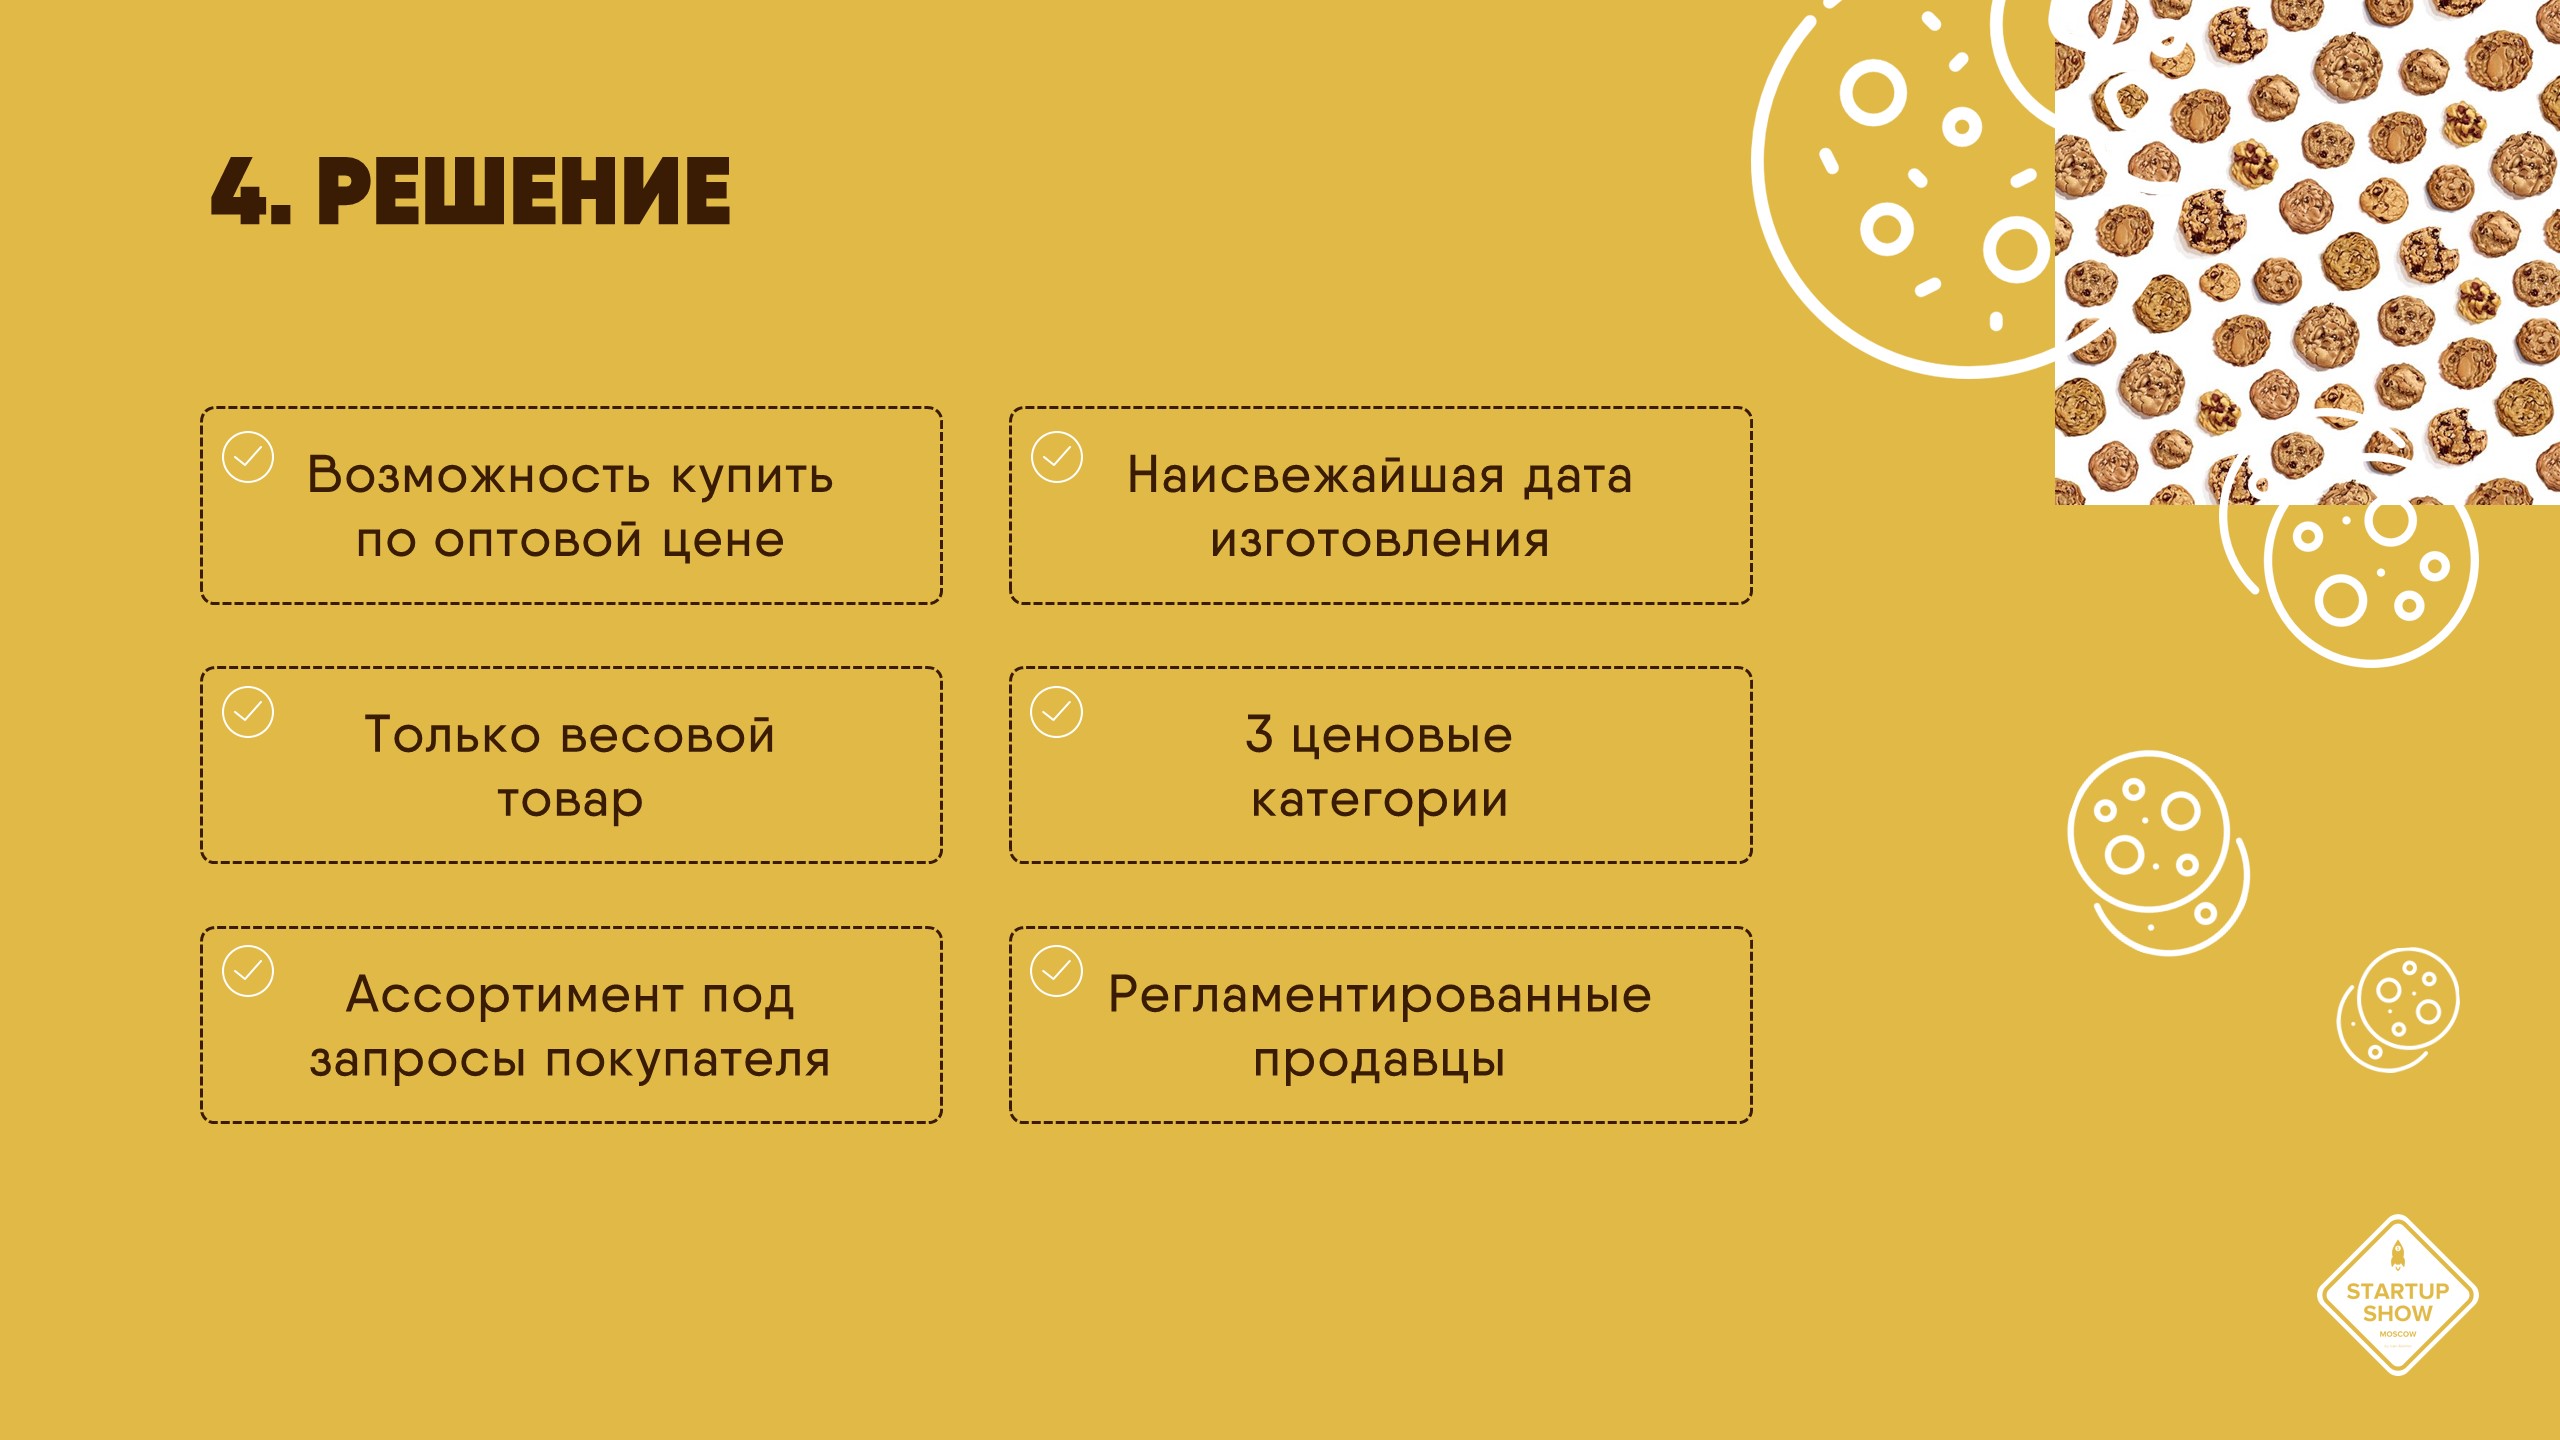 4. РЕШЕНИЕ
Возможность купить
по оптовой цене
Наисвежайшая дата
изготовления
Только весовой
товар
3 ценовые
категории
Ассортимент под
запросы покупателя
Регламентированные
продавцы
STARTUP
SHOW
MOSCOW